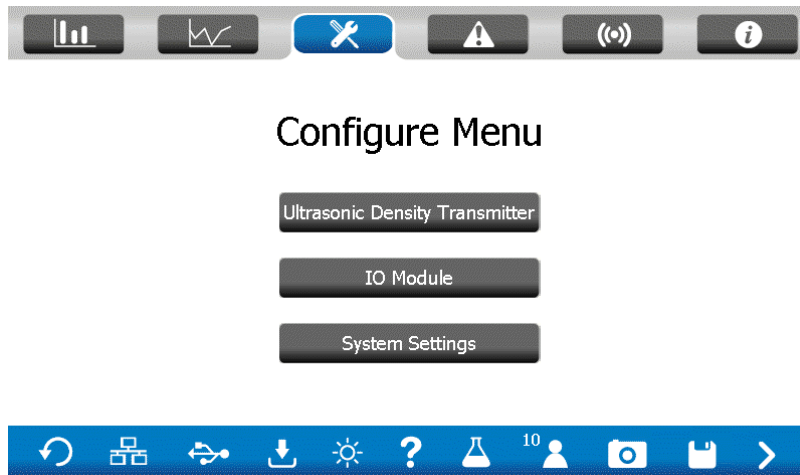 Configure Menu
Ultrasonic Density Transmitter
IO Module
System Settings
10